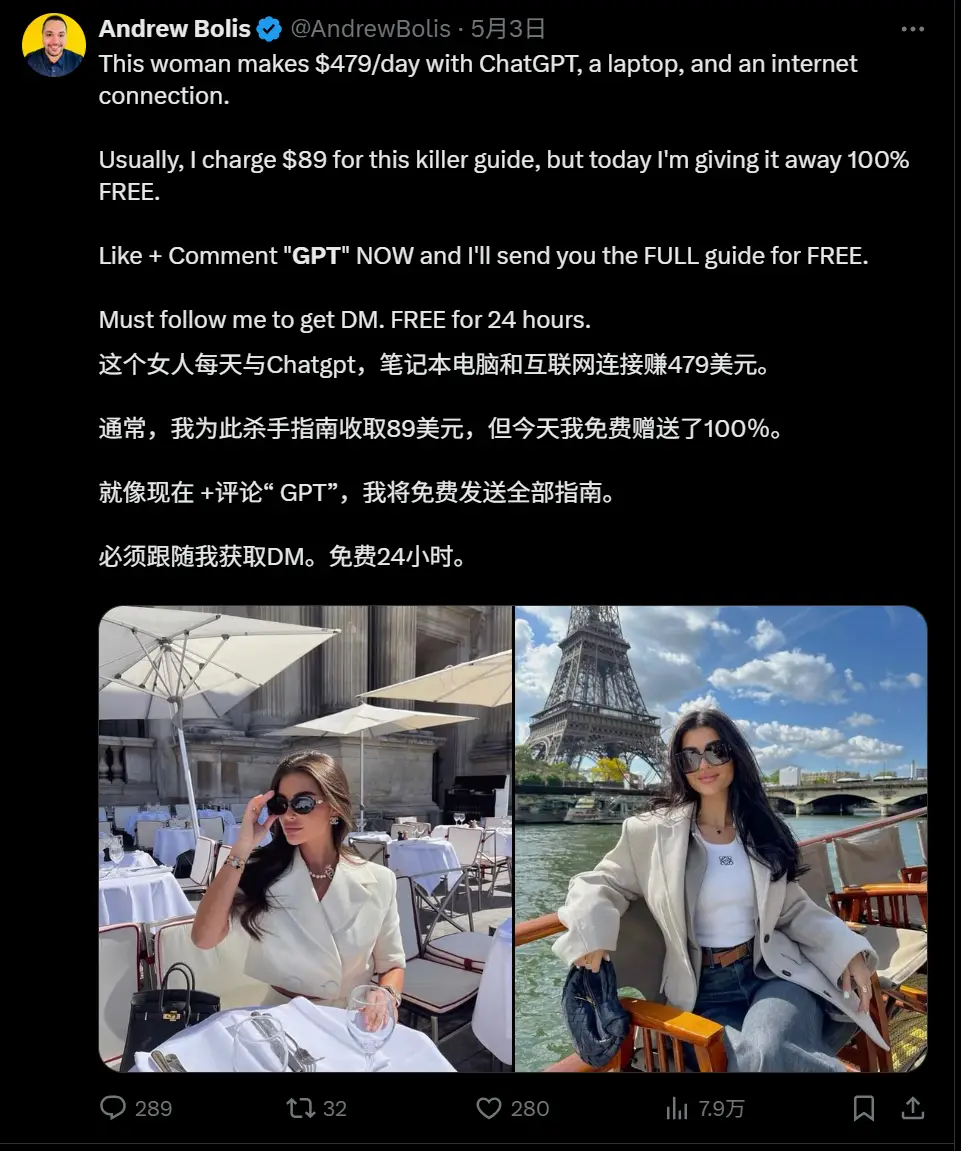 Andrew Bolis @AndrewBolis · 5月3日
This woman makes $479/day with ChatGPT, a laptop, and an internet
connection.
Usually, I charge $89 for this killer guide, but today I'm giving it away 100%
FREE.
Like + Comment "GPT" NOW and I'll send you the FULL guide for FREE.
Must follow me to get DM. FREE for 24 hours.
这个女人每天与Chatgpt，笔记本电脑和互联网连接赚479美元。
通常，我为此杀手指南收取89美元，但今天我免费赠送了100％。
就像现在 +评论“ GPT”，我将免费发送全部指南。
必须跟随我获取DM。免费24小时。
289 32 280 7.9万